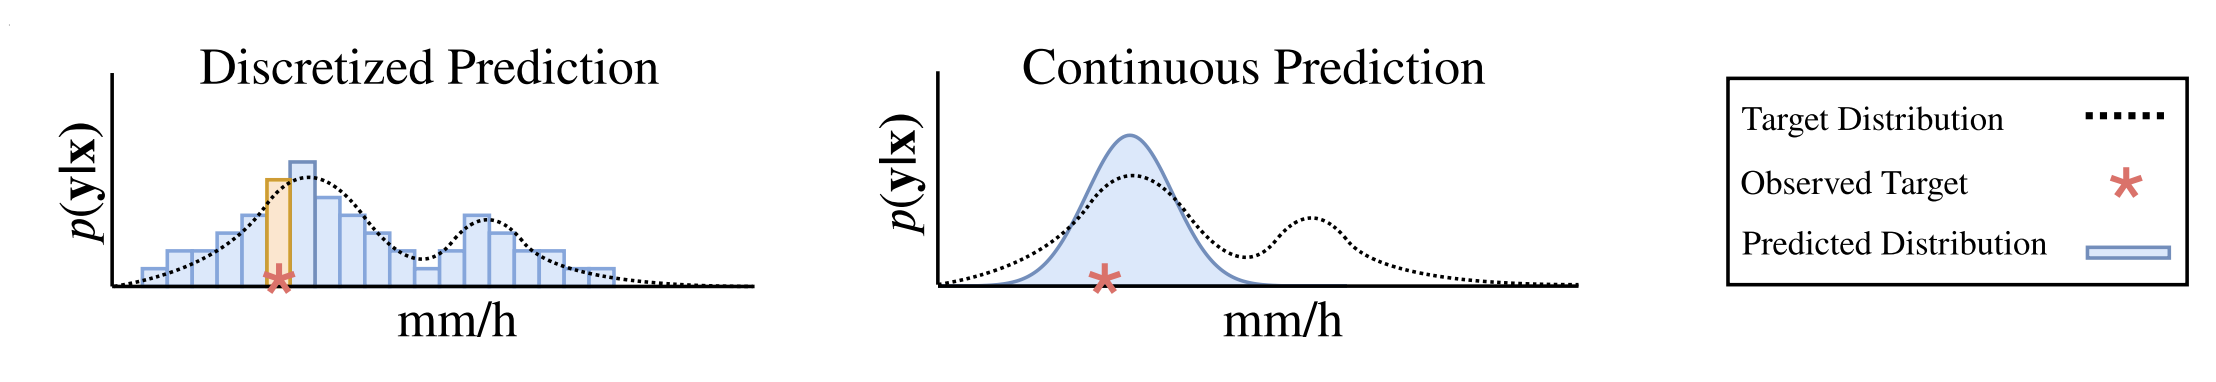 Discretized Prediction
p(y|x)
mm/h
Continuous Prediction
p(y|x)
mm/h
Target Distribution
Observed Target
Predicted Distribution